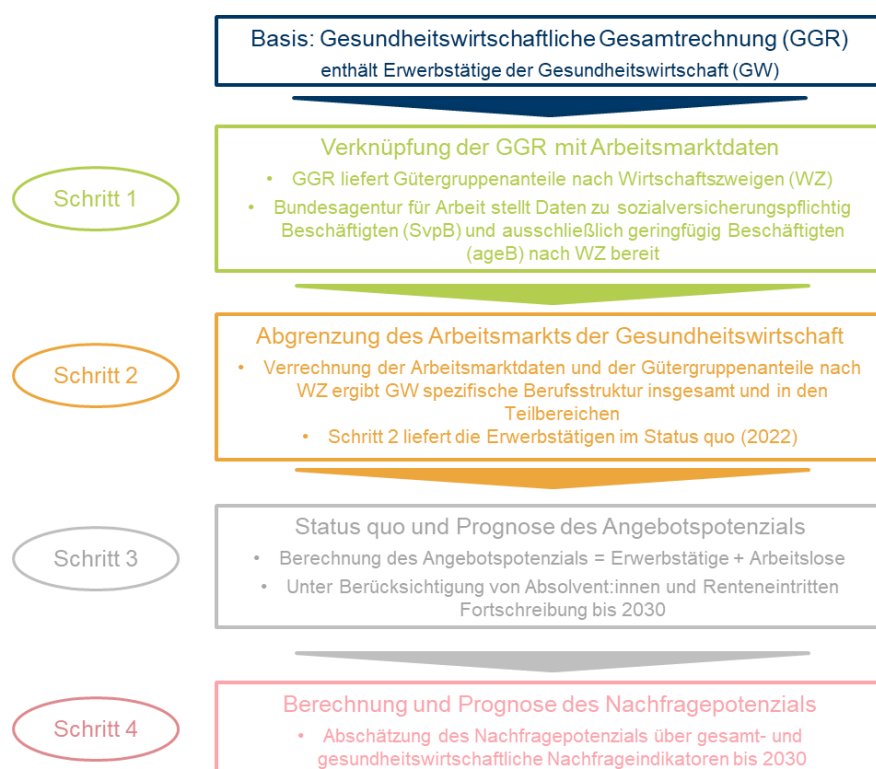 Basis: Gesundheitswirtschaftliche Gesamtrechnung (GGR)
enthält Erwerbstätige der Gesundheitswirtschaft (GW)
Schritt 1
Verknüpfung der GGR mit Arbeitsmarktdaten
• GGR liefert Gütergruppenanteile nach Wirtschaftszweigen (WZ)
• Bundesagentur für Arbeit stellt Daten zu sozialversicherungspflichtig
Beschäftigten (SvpB) und ausschließlich geringfügig Beschäftigten
(ageB) nach WZ bereit
Schritt 2
Abgrenzung des Arbeitsmarkts der Gesundheitswirtschaft
• Verrechnung der Arbeitsmarktdaten und der Gütergruppenanteile nach
WZ ergibt GW spezifische Berufsstruktur insgesamt und in den
Teilbereichen
• Schritt 2 liefert die Erwerbstätigen im Status quo (2022)
Schritt 3
Status quo und Prognose des Angebotspotenzials
• Berechnung des Angebotspotenzials = Erwerbstätige + Arbeitslose
• Unter Berücksichtigung von Absolvent:innen und Renteneintritten
Fortschreibung bis 2030
Schritt 4
Berechnung und Prognose des Nachfragepotenzials
• Abschätzung des Nachfragepotenzials über gesamt- und
gesundheitswirtschaftliche Nachfrageindikatoren bis 2030